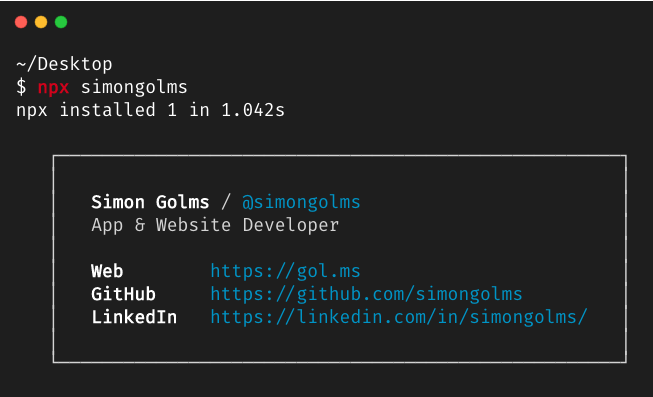 ~/Desktop
$ npx simongolms
npx installed 1 in 1.042s
Simon Golms / @simongolms
App & Website Developer
Web https://gol.ms
GitHub https://github.com/simongolms
LinkedIn https://linkedin.com/in/simongolms/